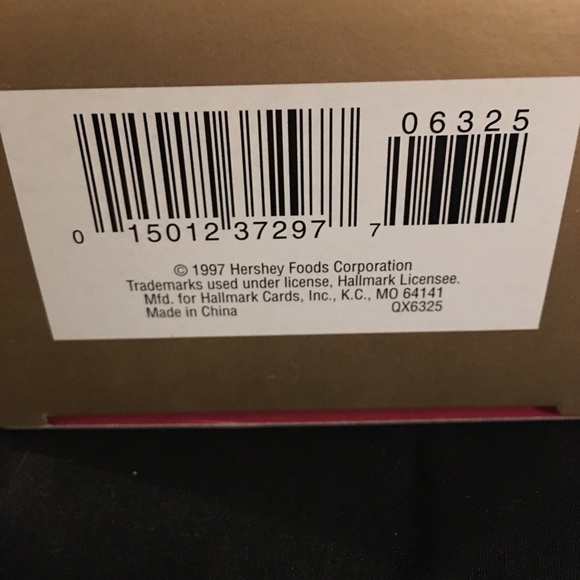 06325
0 15012 37297 7
© 1997 Hershey Foods Corporation
Trademarks used under license, Hallmark Licensee.
Mfd. for Hallmark Cards, Inc., K.C., MO 64141
Made in China QX6325